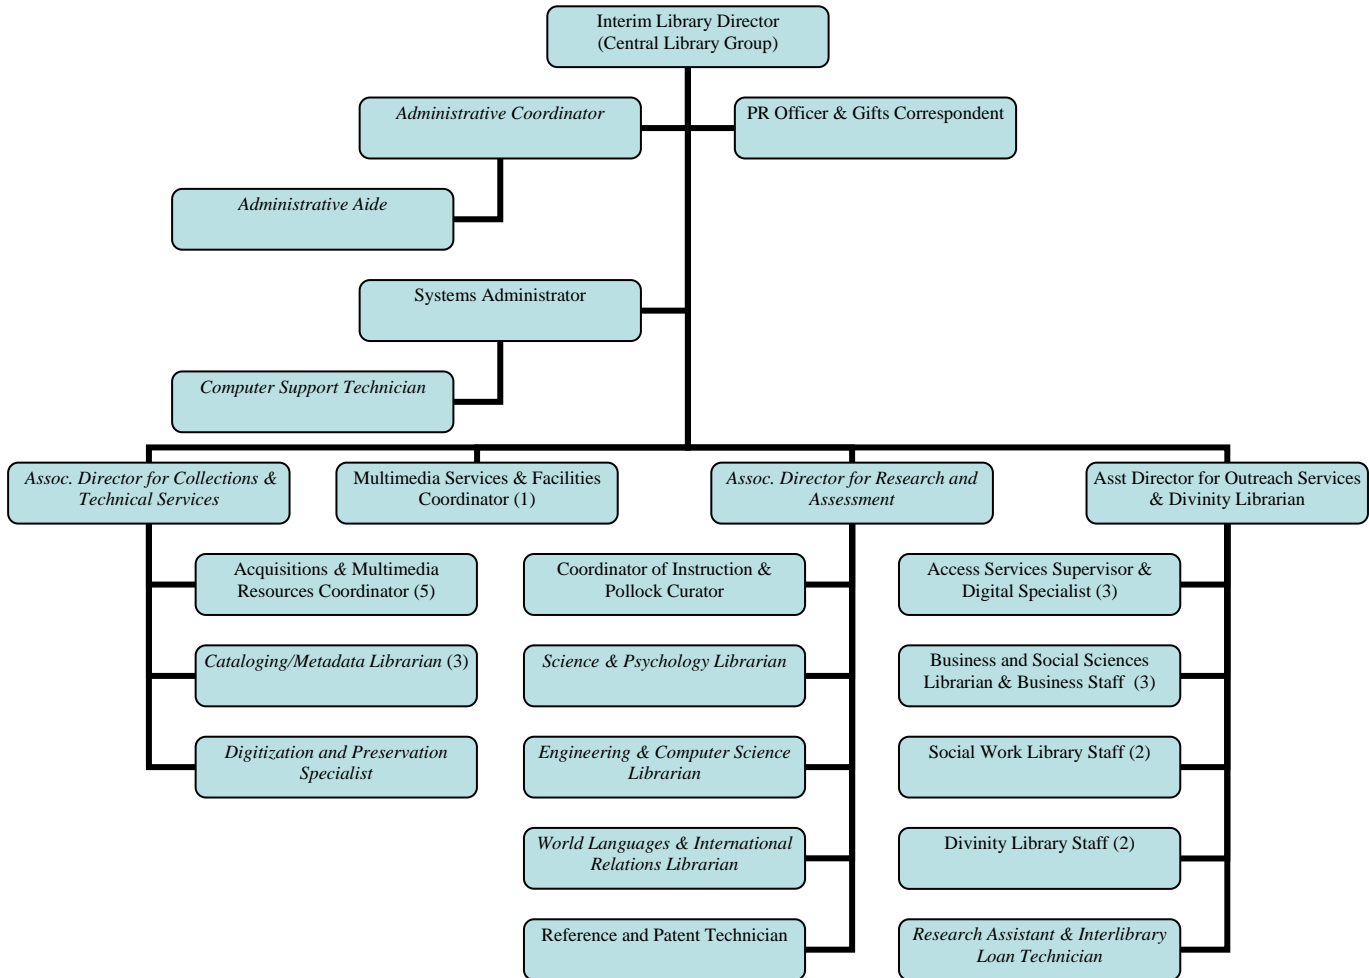 Interim Library Director
(Central Library Group)
Administrative Coordinator
PR Officer & Gifts Correspondent
Administrative Aide
Systems Administrator
Computer Support Technician
Assoc. Director for Collections &
Technical Services
Multimedia Services & Facilities
Coordinator (1)
Assoc. Director for Research and
Assessment
Asst Director for Outreach Services
& Divinity Librarian
Acquisitions & Multimedia
Resources Coordinator (5)
Cataloging/Metadata Librarian (3)
Digitization and Preservation
Specialist
Coordinator of Instruction &
Pollock Curator
Science & Psychology Librarian
Engineering & Computer Science
Librarian
World Languages & International
Relations Librarian
Reference and Patent Technician
Access Services Supervisor &
Digital Specialist (3)
Business and Social Sciences
Librarian & Business Staff (3)
Social Work Library Staff (2)
Divinity Library Staff (2)
Research Assistant & Interlibrary
Loan Technician